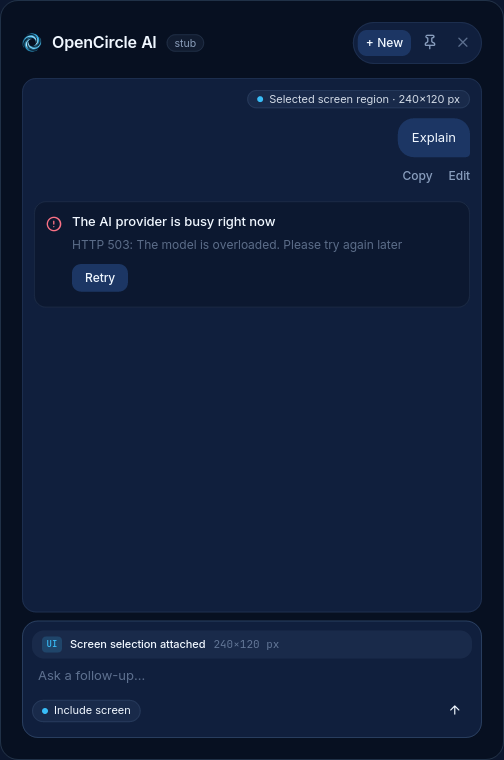 OpenCircle AI stub + New
Selected screen region · 240×120 px
Explain
Copy Edit
The AI provider is busy right now
HTTP 503: The model is overloaded. Please try again later
Retry
UI Screen selection attached 240×120 px
Ask a follow-up...
Include screen